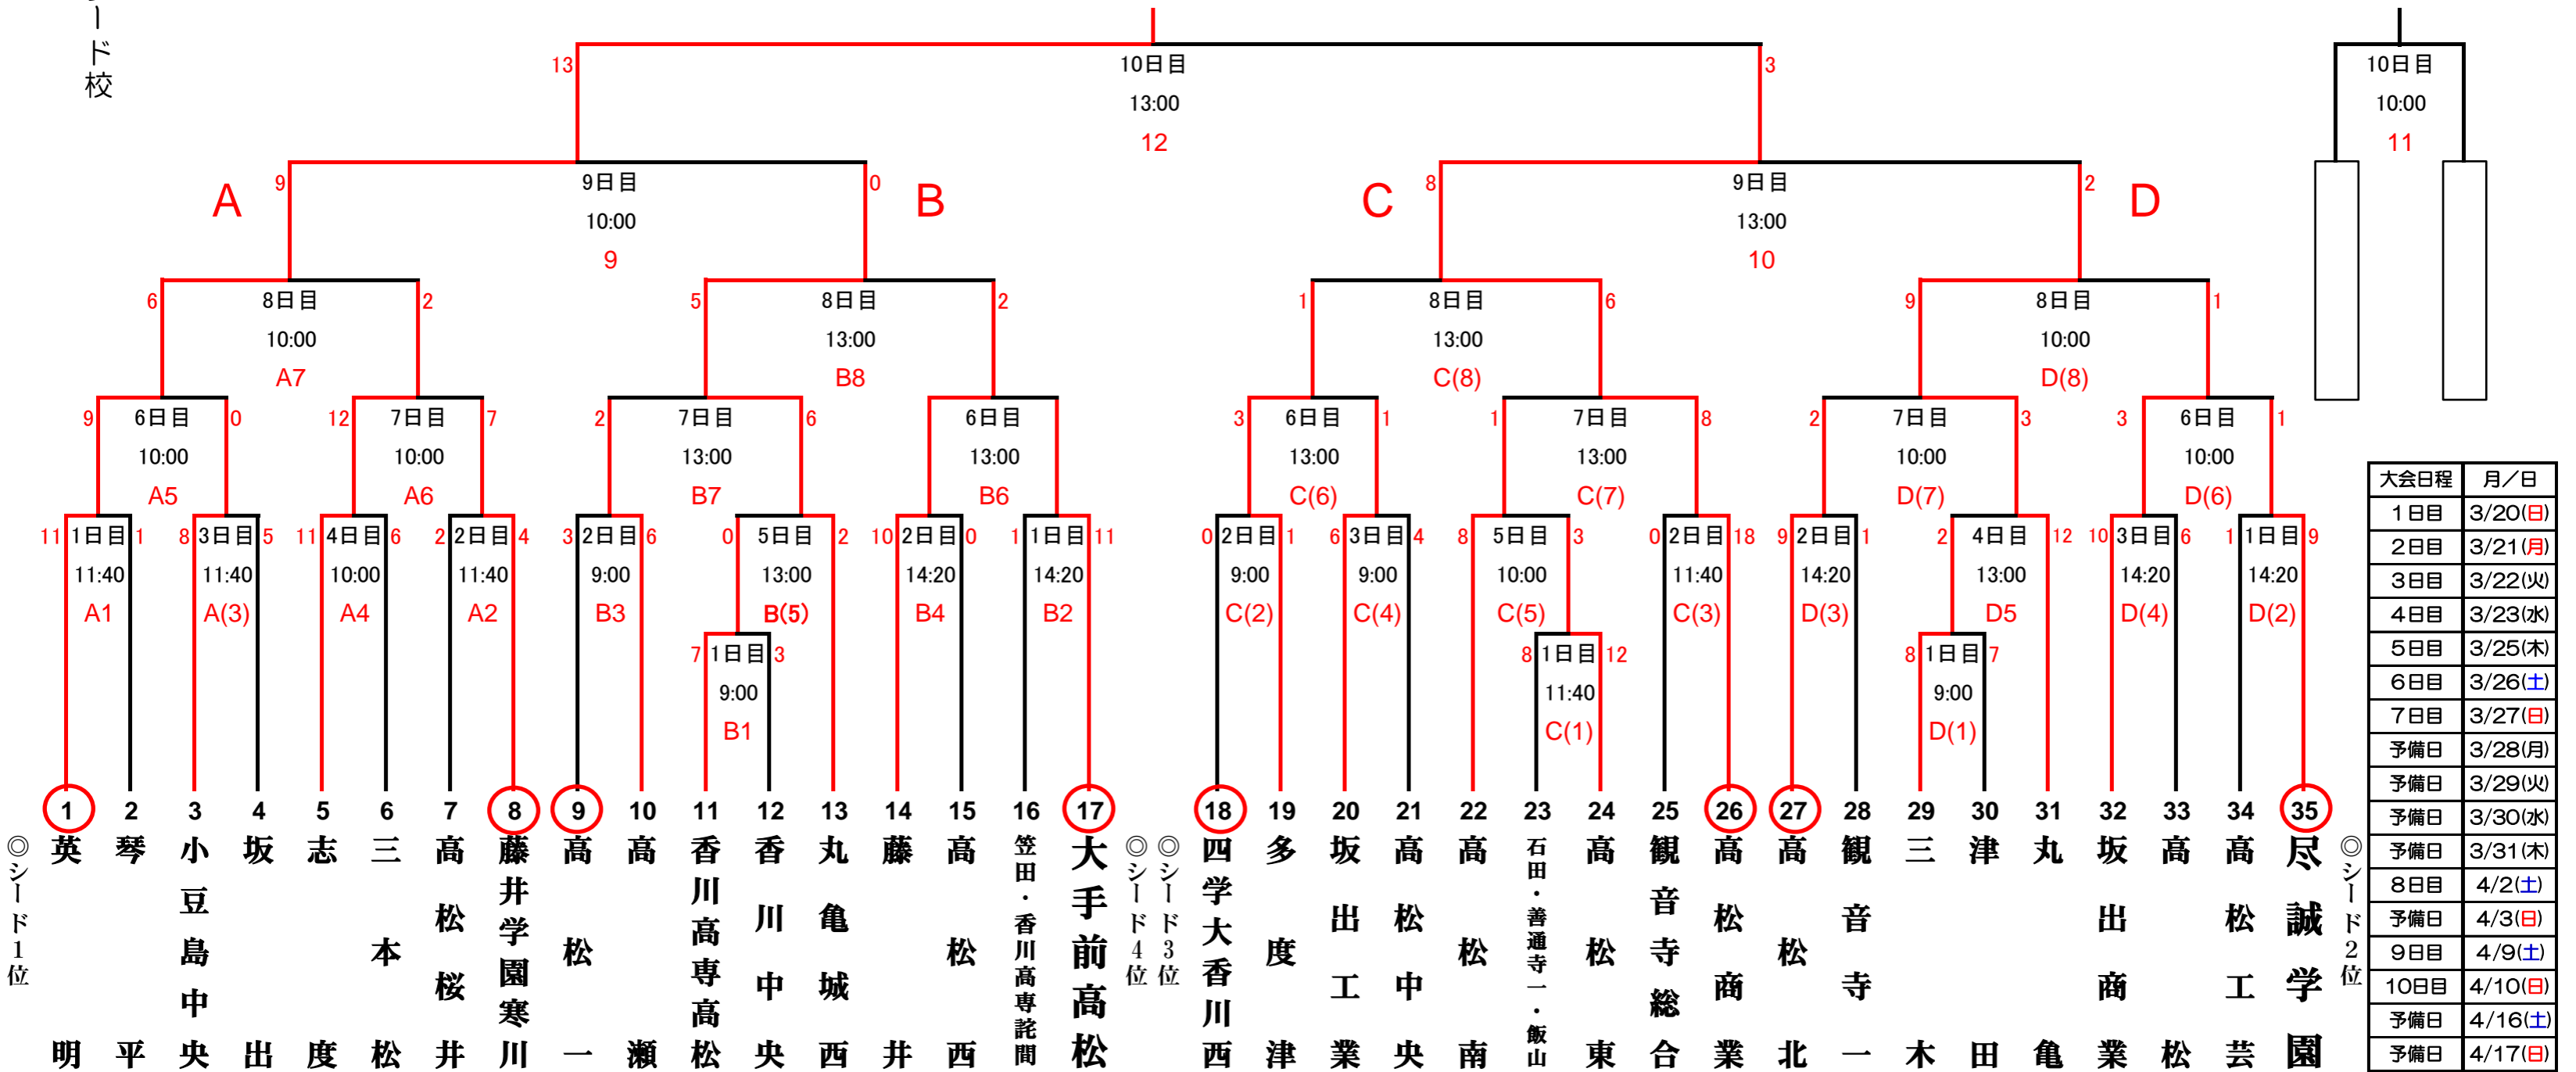 ード校
13
10日目
3
13:00
12
10日目
10:00
11
A
9
9日目
0
B
10:00
9
C
8
9日目
2
D
13:00
10
6
8日目
2
10:00
A7
5
8日目
2
13:00
B8
1
8日目
6
13:00
C(8)
9
8日目
1
10:00
D(8)
9
6日目
0
10:00
A5
12
7日目
7
10:00
A6
2
7日目
6
13:00
B7
6日目
13:00
B6
3
6日目
1
13:00
C(6)
1
7日目
8
13:00
C(7)
2
7日目
3
10:00
D(7)
3
6日目
1
10:00
D(6)
11
1日目
1
11:40
A1
8
3日目
5
11:40
A(3)
11
4日目
6
10:00
A4
2
2日目
4
11:40
A2
3
2日目
6
9:00
B3
0
5日目
2
13:00
B(5)
10
2日目
0
14:20
B4
1
1日目
11
14:20
B2
0
2日目
1
9:00
C(2)
6
3日目
4
9:00
C(4)
8
5日目
3
10:00
C(5)
0
2日目
18
11:40
C(3)
9
2日目
1
14:20
D(3)
2
4日目
12
13:00
D5
10
3日目
6
14:20
D(4)
1
1日目
9
14:20
D(2)
7
1日目
3
9:00
B1
8
1日目
12
11:40
C(1)
8
1日目
7
9:00
D(1)
◎シード1位
1 英明
2 琴平
3 小豆島中央
4 坂出
5 志度
6 三本松
7 高松桜井
8 藤井学園寒川
9 高松一
10 高瀬
11 香川高専高松
12 香川中央
13 丸亀城西
14 藤井
15 高松西
16 笠田・香川高専詫間
17 大手前高松
◎シード4位
◎シード3位
18 四学大香川西
19 多度津
20 坂出工業
21 高松中央
22 高松南
23 石田・善通寺一・飯山
24 高松東
25 観音寺総合
26 高松商業
27 高松北
28 観音寺一
29 三木
30 津田
31 丸亀
32 坂出商業
33 高松
34 高松工芸
35 尽誠学園
◎シード2位
大会日程 月／日
1日目 3/20(日)
2日目 3/21(月)
3日目 3/22(火)
4日目 3/23(水)
5日目 3/25(木)
6日目 3/26(土)
7日目 3/27(日)
予備日 3/28(月)
予備日 3/29(火)
予備日 3/30(水)
予備日 3/31(木)
8日目 4/2(土)
予備日 4/3(日)
9日目 4/9(土)
10日目 4/10(日)
予備日 4/16(土)
予備日 4/17(日)